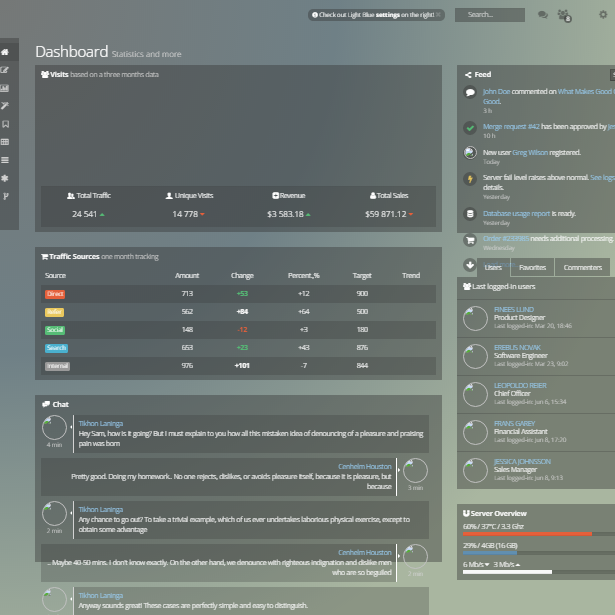 Check out Light Blue settings on the right!
Search...
8
Dashboard Statistics and more
Visits based on a three months data
Total Traffic
24 541
Unique Visits
14 778
Revenue
$3 583.18
Total Sales
$59 871.12
Traffic Sources one month tracking
Source Amount Change Percent.,% Target Trend
Direct 713 +53 +12 900
Refer 562 +84 +64 500
Social 148 -12 +3 180
Search 653 +23 +43 876
Internal 976 +101 -7 844
Chat
Tikhon Laninga
Hey Sam, how is it going? But I must explain to you how all this mistaken idea of denouncing of a pleasure and praising
pain was born
4 min
Cenhelm Houston
Pretty good. Doing my homework.. No one rejects, dislikes, or avoids pleasure itself, because it is pleasure, but
because
3 min
Tikhon Laninga
Any chance to go out? To take a trivial example, which of us ever undertakes laborious physical exercise, except to
obtain some advantage
2 min
Cenhelm Houston
.. Maybe 40-50 mins. I don't know exactly. On the other hand, we denounce with righteous indignation and dislike men
who are so beguiled
2 min
Tikhon Laninga
Anyway sounds great! These cases are perfectly simple and easy to distinguish.
Feed
John Doe commented on What Makes Good
Good.
3 h
Merge request #42 has been approved by
10 h
New user Greg Wilson registered.
Today
Server fall level raises above normal. See logs
details.
Yesterday
Database usage report is ready.
Yesterday
needs additional processing.
Wednesday
Users Favorites Commenters
Last logged-in users
FINEES LUND
Product Designer
Last logged-in: Mar 20, 18:46
EREBUS NOVAK
Software Engineer
Last logged-in: Mar 23, 9:02
LEOPOLDO REIER
Chief Officer
Last logged-in: Jun 6, 15:34
FRANS GABEY
Financial Assistant
Last logged-in: Jun 8, 17:20
JESSICA JOHNSSON
Sales Manager
Last logged-in: Jun 8, 9:13
Server Overview
60% / 37°C / 3.3 Ghz
29% / 4GB (16 GB)
6 Mb/s 3 Mb/s